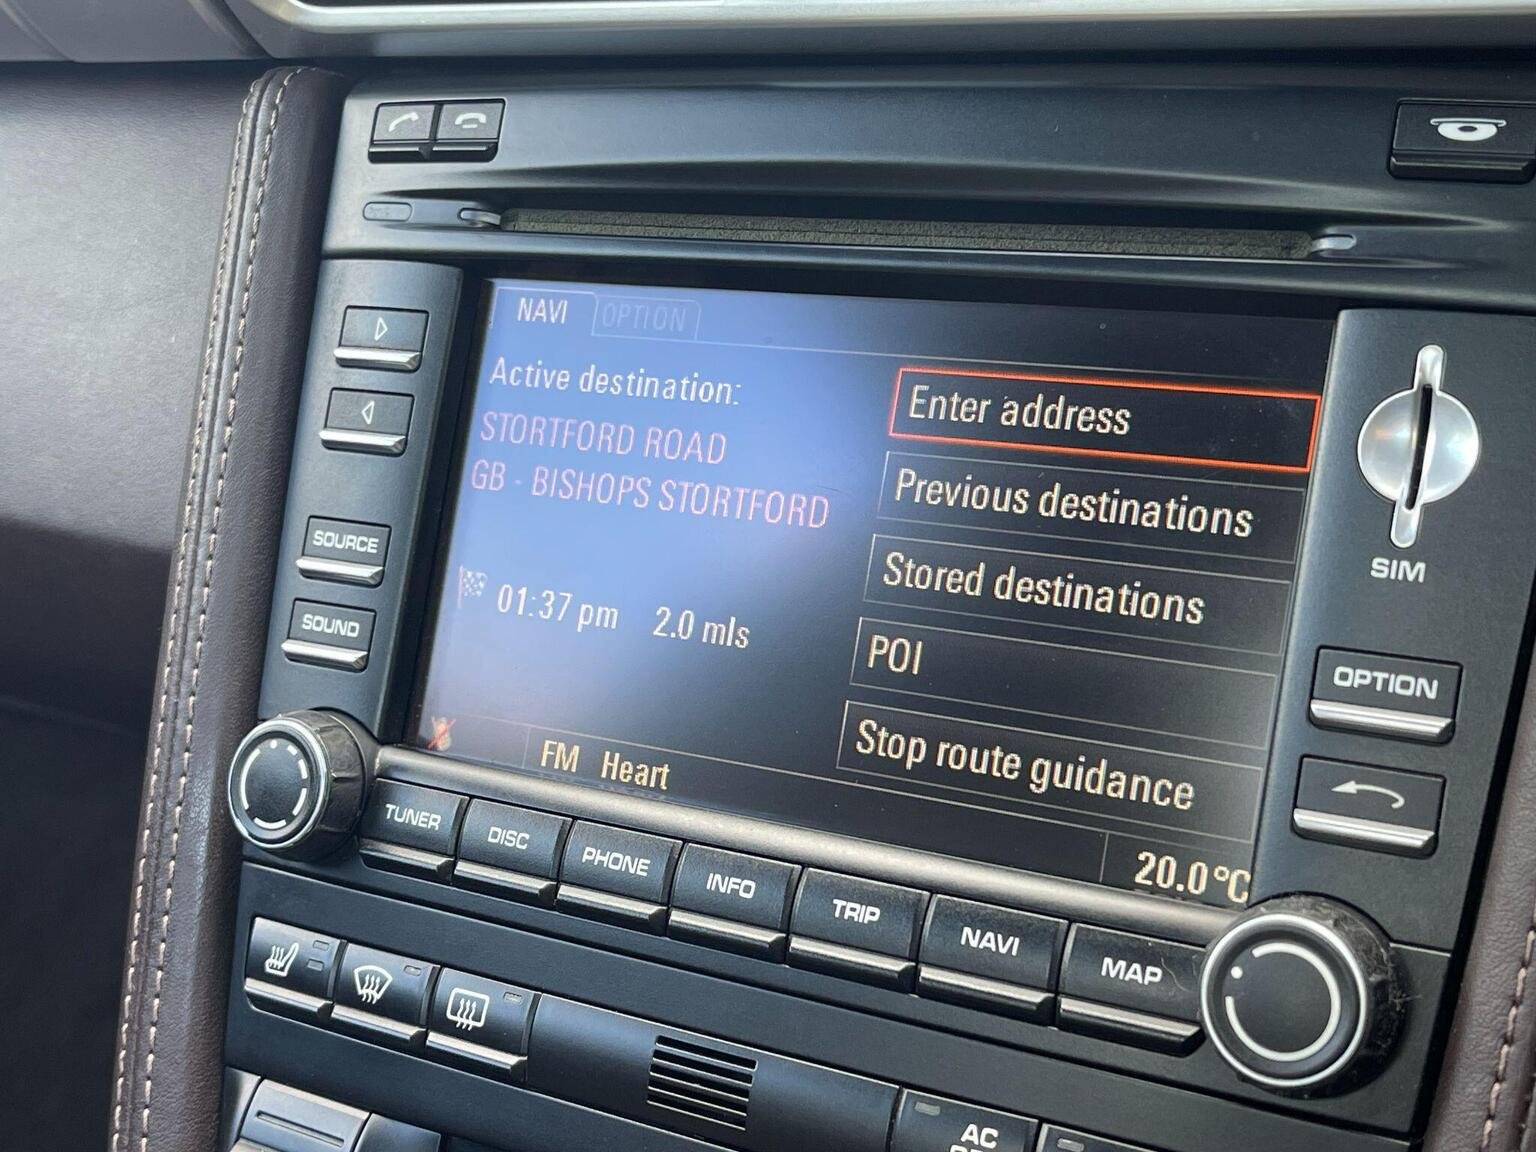 NAVI OPTION
Active destination:
STORTFORD ROAD
GB - BISHOPS STORTFORD
01:37 pm 2.0 mls
Enter address
Previous destinations
Stored destinations
POI
Stop route guidance
FM Heart
20.0°C
SOURCE
SOUND
SIM
OPTION
TUNER
DISC
PHONE
INFO
TRIP
NAVI
MAP
AC